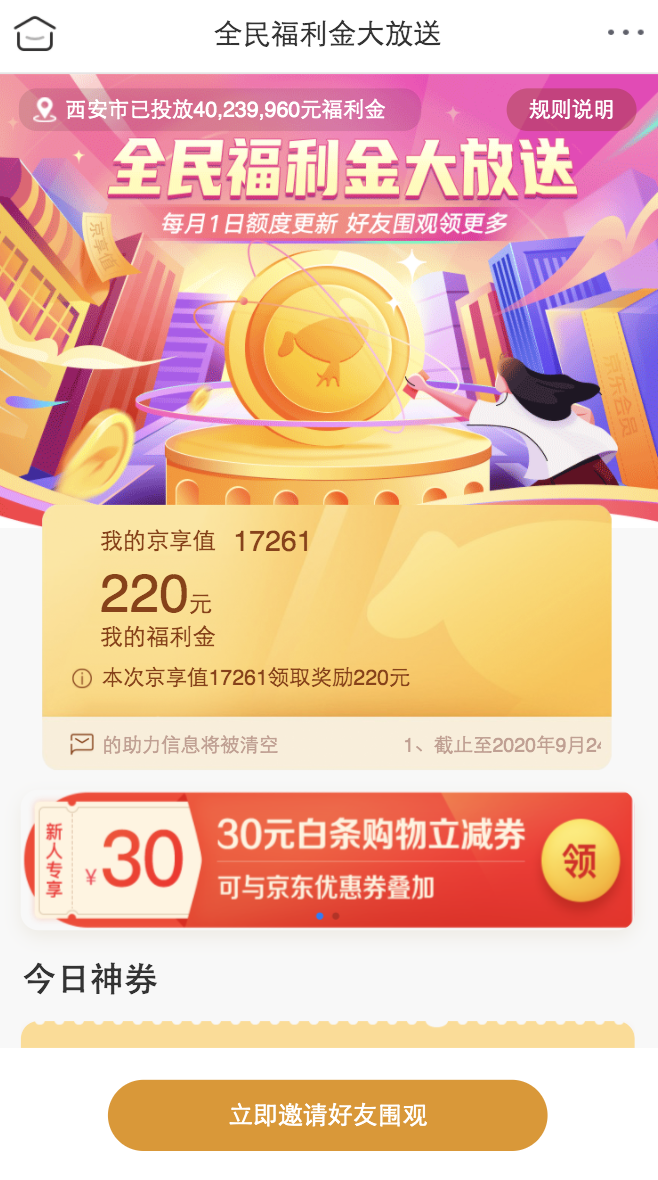 全民福利金大放送
西安市已投放40,239,960元福利金
规则说明
全民福利金大放送
每月1日额度更新 好友围观领更多
京享值
京东会员
我的京享值 17261
220元
我的福利金
本次京享值17261领取奖励220元
的助力信息将被清空 1、截止至2020年9月24
新人专享
¥30
30元白条购物立减券
可与京东优惠券叠加
领
今日神券
立即邀请好友围观